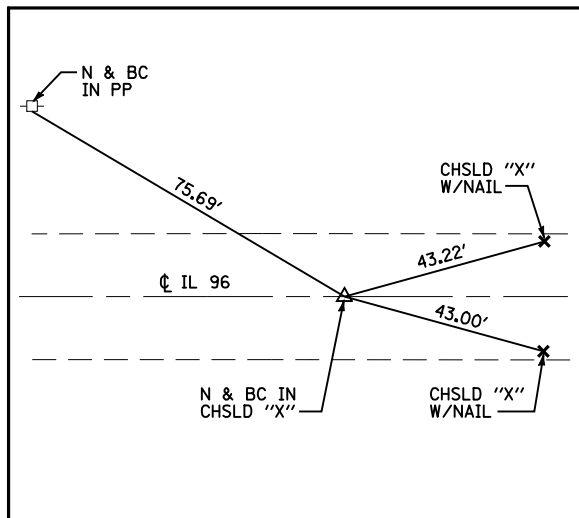 N & BC
IN PP
75.69'
CHSLD "X"
W/NAIL
43.22'
℄ IL 96
43.00'
N & BC IN
CHSLD "X"
CHSLD "X"
W/NAIL